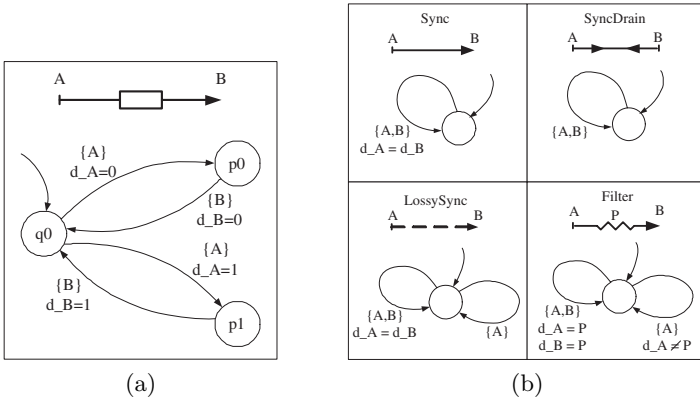 A B
{A}
d_A=0
p0
{B}
d_B=0
q0
{A}
d_A=1
{B}
d_B=1
p1
(a)
Sync
A B
{A,B}
d_A = d_B
SyncDrain
A B
{A,B}
LossySync
A B
{A,B}
d_A = d_B
{A}
Filter
A P B
{A,B}
d_A = P
d_B = P
{A}
d_A ≠ P
(b)